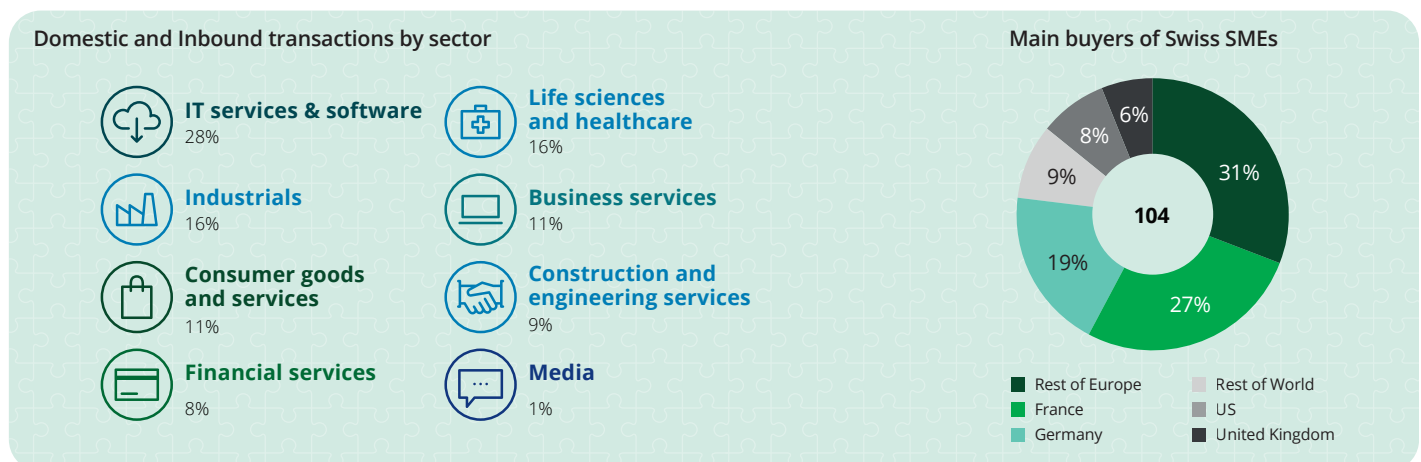 Domestic and Inbound transactions by sector
IT services & software
28%
Life sciences
and healthcare
16%
Industrials
16%
Business services
11%
Consumer goods
and services
11%
Construction and
engineering services
9%
Financial services
8%
Media
1%
Main buyers of Swiss SMEs
6%
8%
31%
9%
104
19%
27%
Rest of Europe
Rest of World
France
US
Germany
United Kingdom